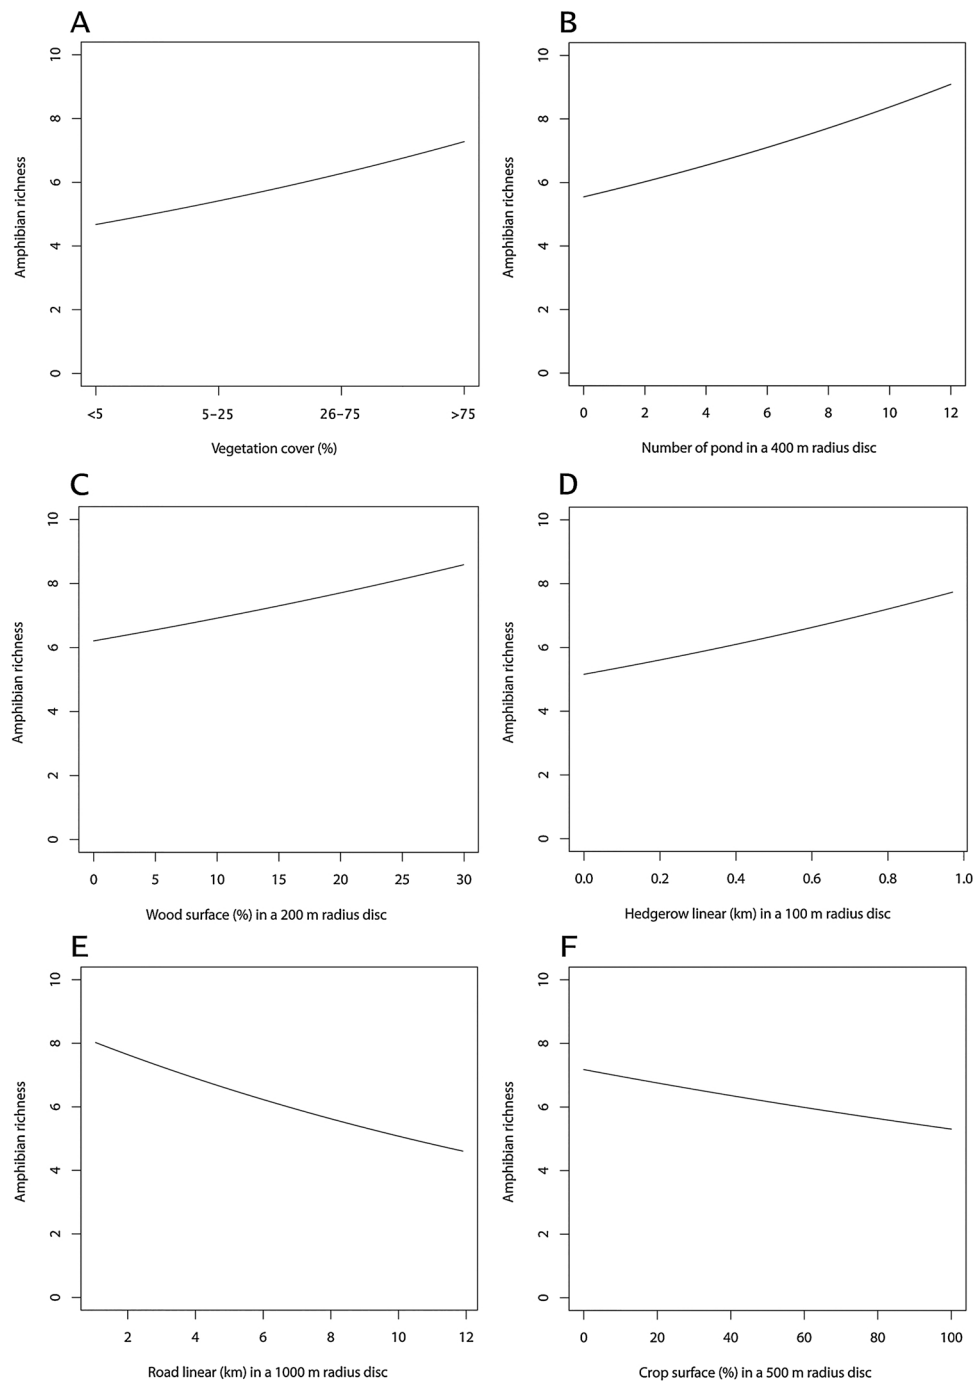 A
B
10
8
6
4
2
0
Amphibian richness
<5 5-25 26-75 >75
Vegetation cover (%)
10
8
6
4
2
0
Amphibian richness
0 2 4 6 8 10 12
Number of pond in a 400 m radius disc
C
D
10
8
6
4
2
0
Amphibian richness
0 5 10 15 20 25 30
Wood surface (%) in a 200 m radius disc
10
8
6
4
2
0
Amphibian richness
0.0 0.2 0.4 0.6 0.8 1.0
Hedgerow linear (km) in a 100 m radius disc
E
F
10
8
6
4
2
0
Amphibian richness
2 4 6 8 10 12
Road linear (km) in a 1000 m radius disc
10
8
6
4
2
0
Amphibian richness
0 20 40 60 80 100
Crop surface (%) in a 500 m radius disc